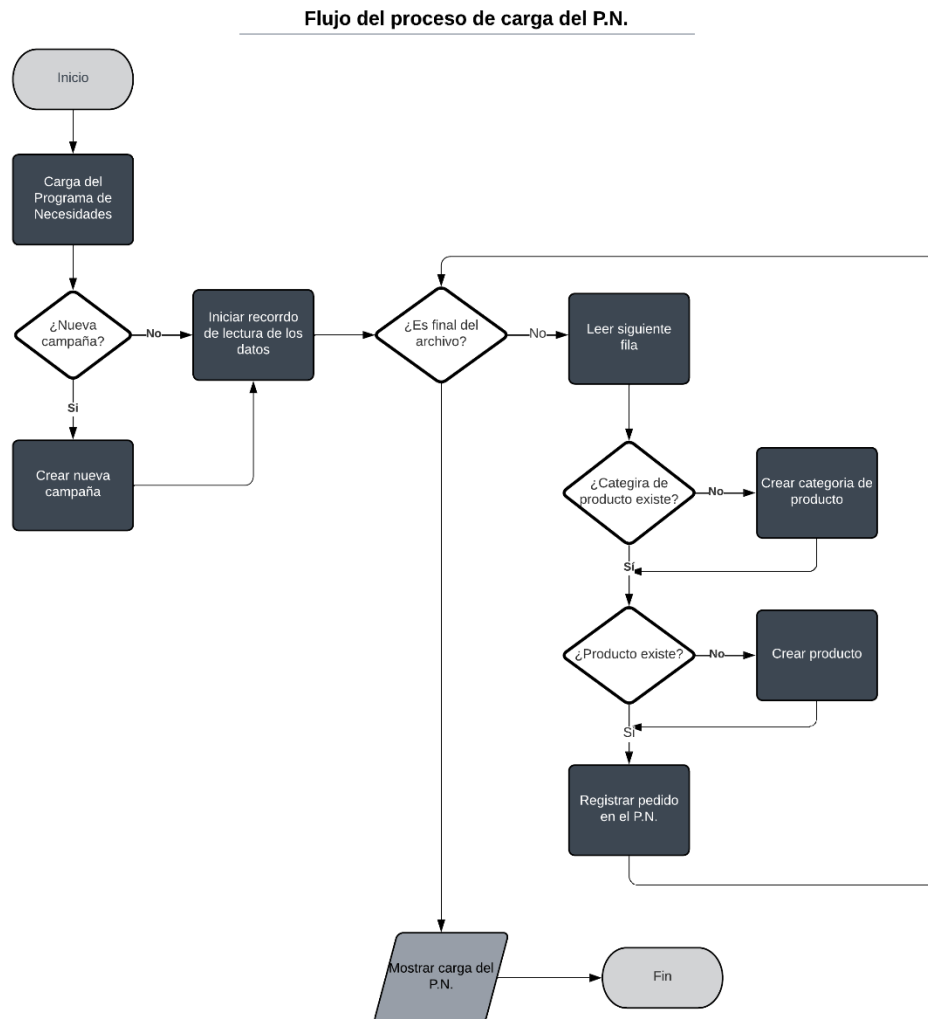 Flujo del proceso de carga del P.N.
Inicio
Carga del
Programa de
Necesidades
¿Nueva
campaña?
No
Si
Crear nueva
campaña
Iniciar recorrdo
de lectura de los
datos
¿Es final del
archivo?
No
Leer siguiente
fila
¿Categira de
producto existe?
No
Crear categoria de
producto
Sí
¿Producto existe?
No
Crear producto
Sí
Registrar pedido
en el P.N.
Mostrar carga del
P.N.
Fin